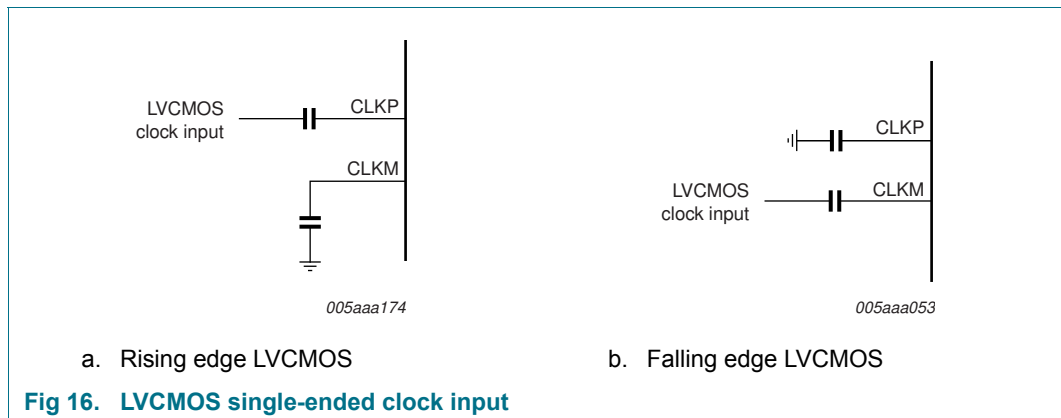 LVCMOS
clock input
CLKP
CLKM
005aaa174
a. Rising edge LVCMOS
CLKP
LVCMOS
clock input
CLKM
005aaa053
b. Falling edge LVCMOS
Fig 16. LVCMOS single-ended clock input